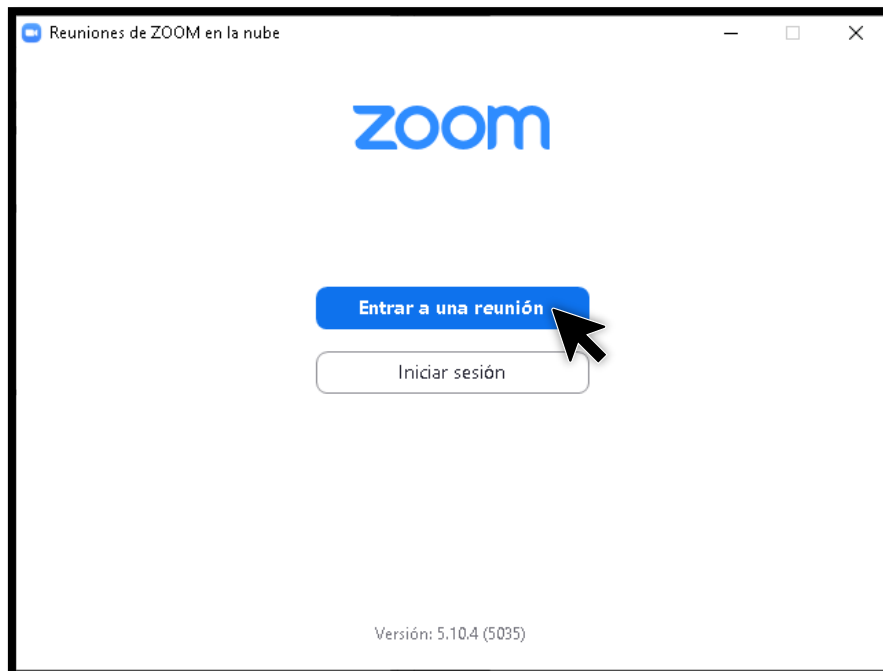 Reuniones de ZOOM en la nube
zoom
Entrar a una reunión
Iniciar sesión
Versión: 5.10.4 (5035)